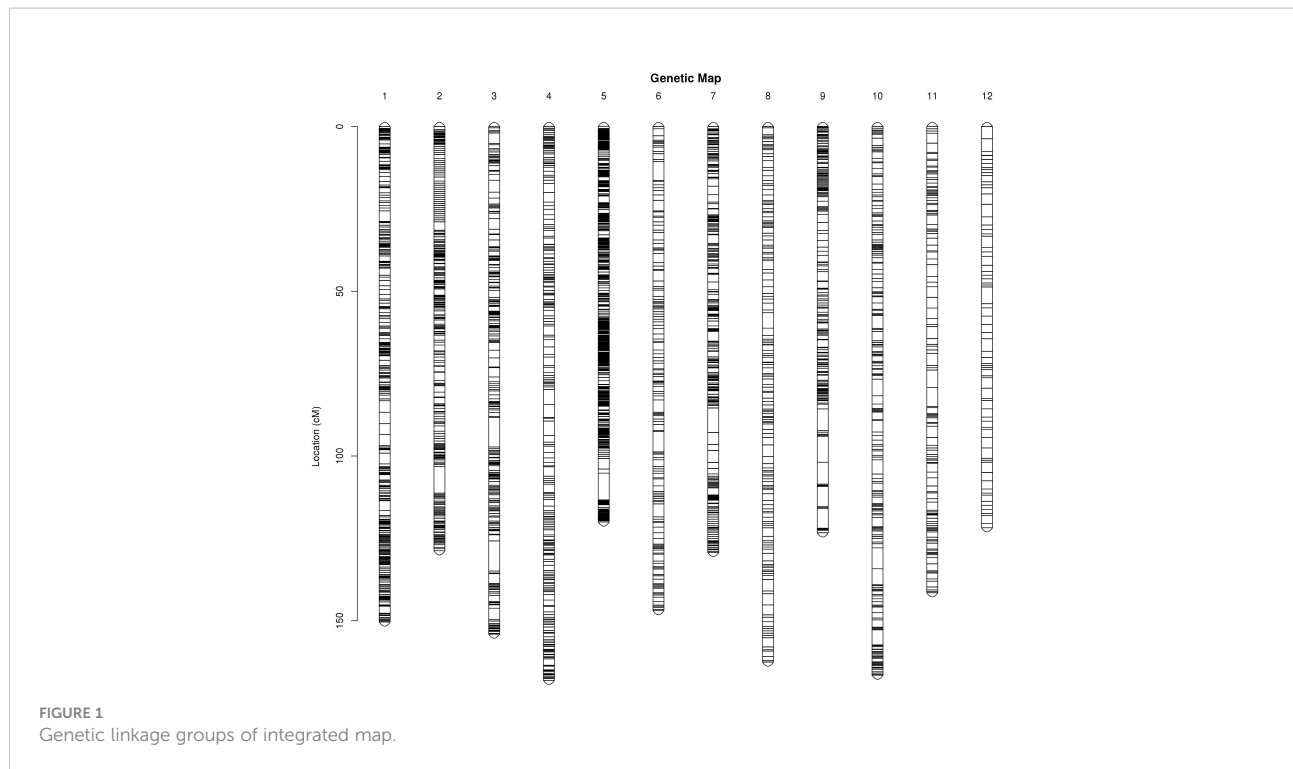 Genetic Map
1 2 3 4 5 6 7 8 9 10 11 12
0
50
100
150
Location (cM)
FIGURE 1
Genetic linkage groups of integrated map.